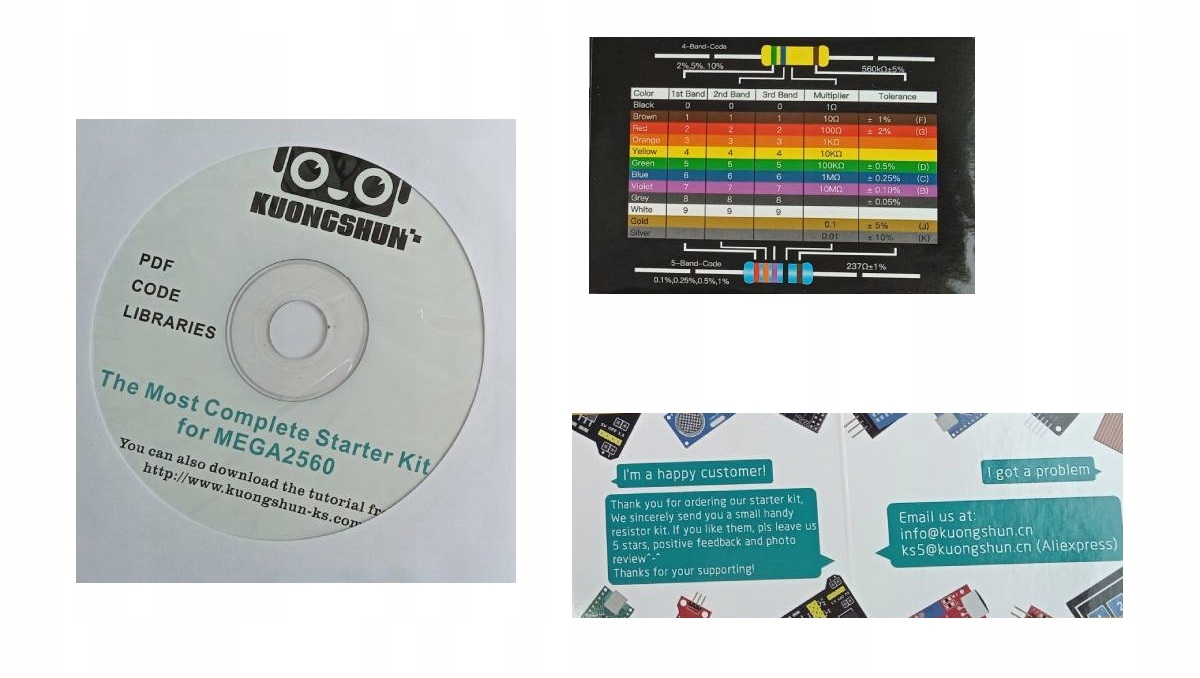 KUONGSHUN
PDF
CODE
LIBRARIES
The Most Complete Starter Kit
for MEGA2560
You can also download the tutorial fr
http://www.kuongshun-ks.com
4-Band-Code
2%,5%, 10%
560kΩ±5%
Color 1st Band 2nd Band 3rd Band Multiplier Tolerance
Black 0 0 0 1Ω
Brown 1 1 1 10Ω ± 1% (F)
Red 2 2 2 100Ω ± 2% (G)
Orange 3 3 3 1KΩ
Yellow 4 4 4 10KΩ
Green 5 5 5 100KΩ ± 0.5% (D)
Blue 6 6 6 1MΩ ± 0.25% (C)
Violet 7 7 7 10MΩ ± 0.10% (B)
Grey 8 8 8 ± 0.05%
White 9 9 9
Gold 0.1 ± 5% (J)
Silver 0.01 ± 10% (K)
5-Band-Code
0.1%,0.25%,0.5%,1%
237Ω±1%
I'm a happy customer!
Thank you for ordering our starter kit,
We sincerely send you a small handy
resistor kit. If you like them, pls leave us
5 stars, positive feedback and photo
review^-^
Thanks for your supporting!
I got a problem
Email us at:
info@kuongshun.cn
ks5@kuongshun.cn (Aliexpress)